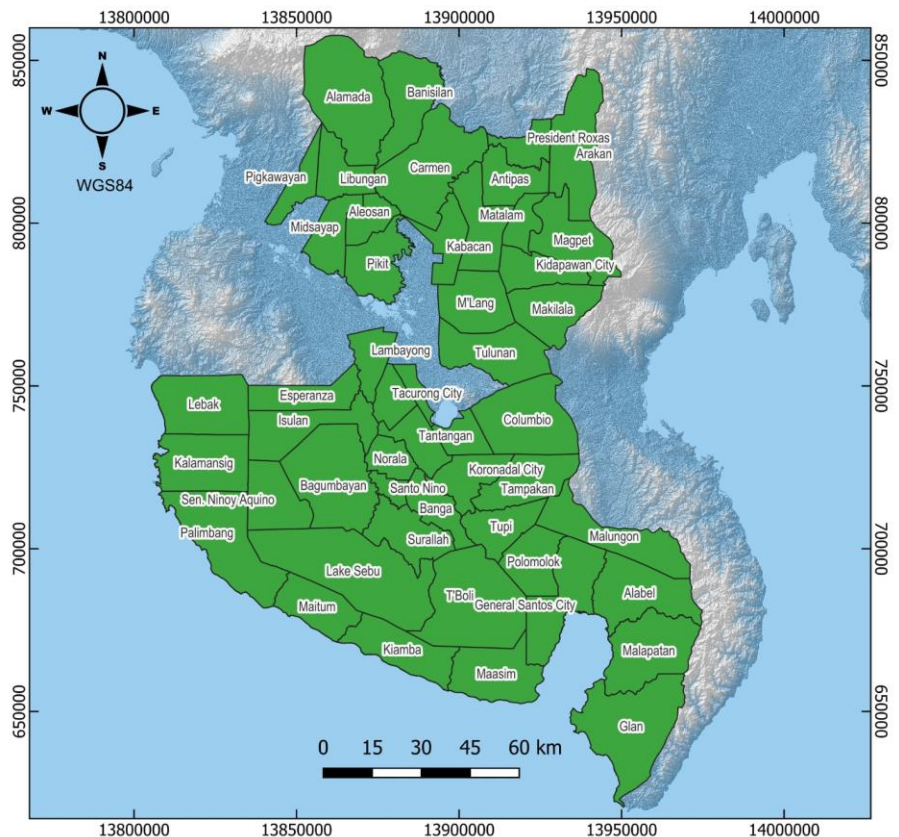 13800000 13850000 13900000 13950000 14000000
850000
850000
N
W E
S
WGS84
Banisilan
Alamada
President Roxas
Arakan
Carmen
Pigkawayan
Libungan
Antipas
Aleosan
Matalam
800000
800000
Midsayap
Magpet
Kabacan
Pikit
Kidapawan City
M'Lang
Makilala
Lambayong
Tulunan
750000
750000
Esperanza
Tacurong City
Lebak
Isulan
Columbio
Tantangan
Norala
Kalamansig
Koronadal City
Bagumbayan
Santo Nino
Tampakan
Sen. Ninoy Aquino
Banga
Palimbang
Tupi
Surallah
Malungon
700000
700000
Polomolok
Lake Sebu
Alabel
T'Boli
General Santos City
Maitum
Kiamba
Malapatan
Maasim
650000
650000
Glan
0 15 30 45 60 km
13800000 13850000 13900000 13950000 14000000